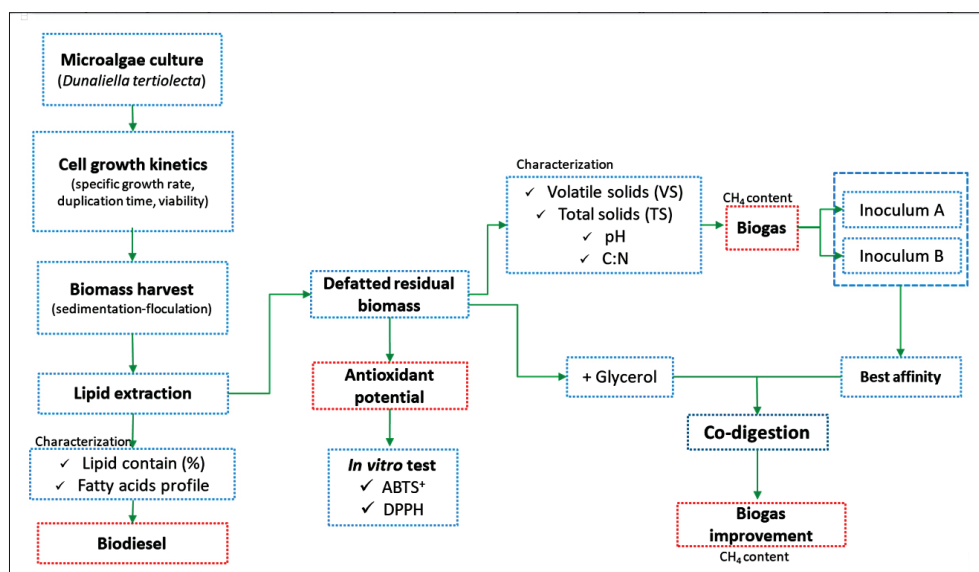 Microalgae culture
(Dunaliella tertiolecta)
Cell growth kinetics
(specific growth rate,
duplication time, viability)
Biomass harvest
(sedimentation-floculation)
Lipid extraction
Characterization
✓ Lipid contain (%)
✓ Fatty acids profile
Biodiesel
Defatted residual
biomass
Antioxidant
potential
In vitro test
✓ ABTS⁺
✓ DPPH
Characterization
✓ Volatile solids (VS)
✓ Total solids (TS)
✓ pH
✓ C:N
CH₄ content
Biogas
Inoculum A
Inoculum B
+ Glycerol
Best affinity
Co-digestion
Biogas
improvement
CH₄ content